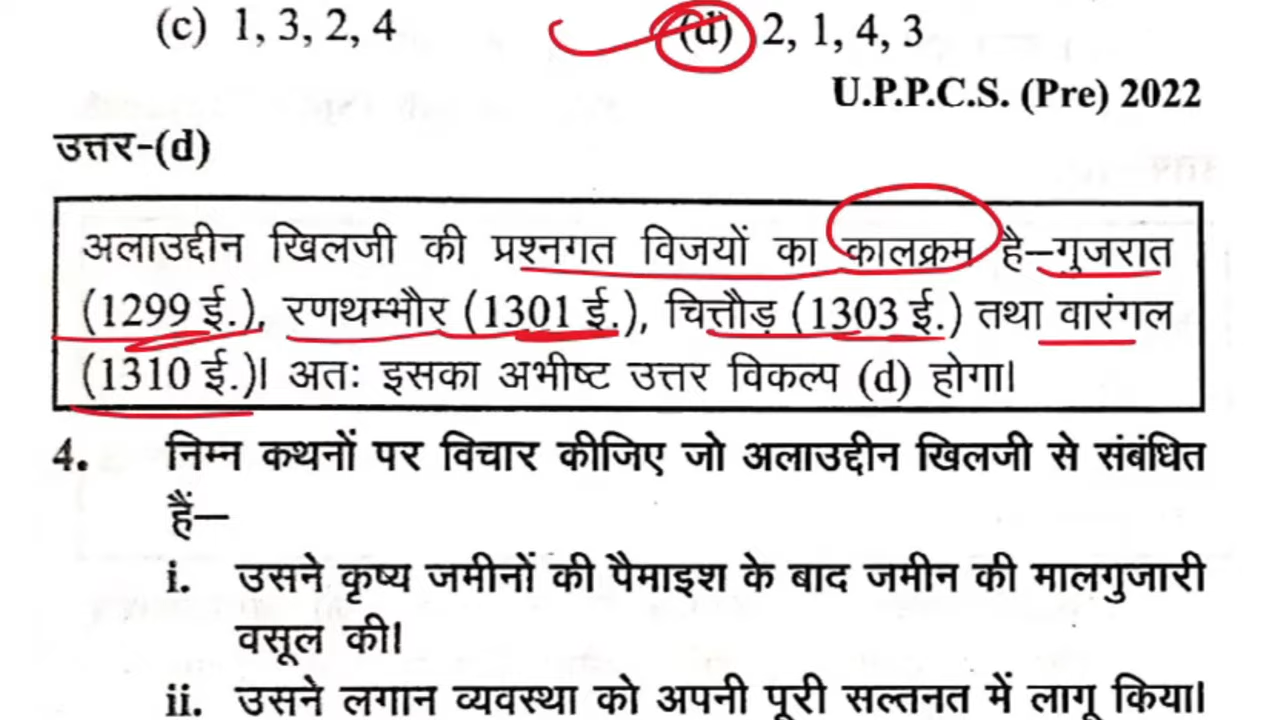 (c) 1, 3, 2, 4 (d) 2, 1, 4, 3
U.P.P.C.S. (Pre) 2022
उत्तर-(d)
अलाउद्दीन खिलजी की प्रश्नगत विजयों का कालक्रम है–गुजरात
(1299 ई.), रणथम्भौर (1301 ई.), चित्तौड़ (1303 ई.) तथा वारंगल
(1310 ई.)। अतः इसका अभीष्ट उत्तर विकल्प (d) होगा।
4. निम्न कथनों पर विचार कीजिए जो अलाउद्दीन खिलजी से संबंधित
हैं—
i. उसने कृष्य जमीनों की पैमाइश के बाद जमीन की मालगुजारी
वसूल की।
ii. उसने लगान व्यवस्था को अपनी पूरी सल्तनत में लागू किया।